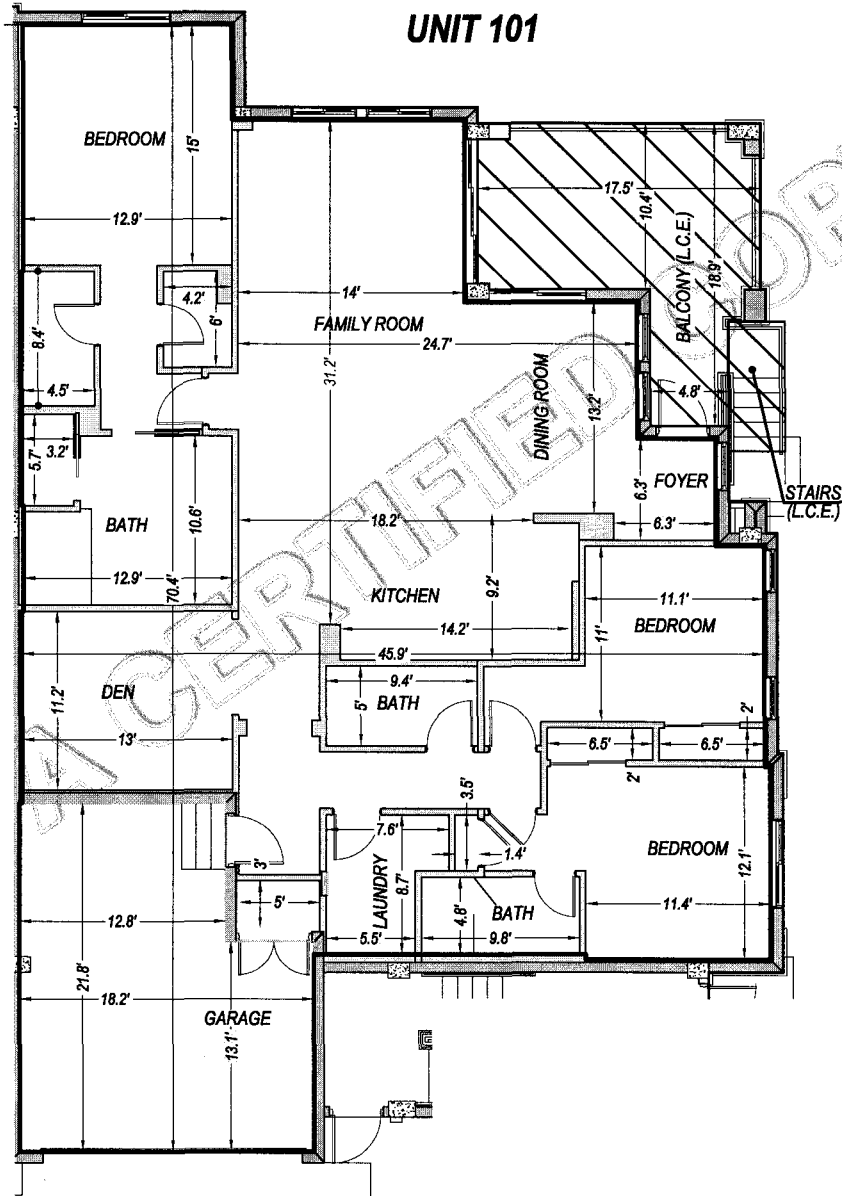 UNIT 101
BEDROOM
15'
12.9'
17.5'
10.4'
BALCONY (L.C.E.)
18.9'
4.2'
6'
14'
FAMILY ROOM
24.7'
31.2'
8.4'
4.5'
DINING ROOM
13.2'
4.8'
5.7'
3.2'
6.3'
FOYER
STAIRS
(L.C.E.)
BATH
10.6'
18.2'
6.3'
12.9'
70.4'
KITCHEN
9.2'
11.1'
11'
BEDROOM
14.2'
45.9'
DEN
11.2'
13'
9.4'
5'
BATH
2'
6.5'
6.5'
2'
3.5'
7.6'
1.4'
BEDROOM
12.1'
3'
LAUNDRY
8.7'
12.8'
5'
4.8'
BATH
11.4'
5.5'
9.8'
21.8'
18.2'
GARAGE
13.1'
A CERTIFIED COP